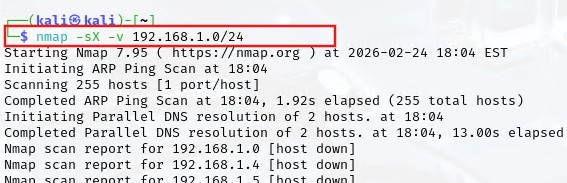 ┌──(kali㉿kali)-[~]
└─$ nmap -sX -v 192.168.1.0/24
Starting Nmap 7.95 ( https://nmap.org ) at 2026-02-24 18:04 EST
Initiating ARP Ping Scan at 18:04
Scanning 255 hosts [1 port/host]
Completed ARP Ping Scan at 18:04, 1.92s elapsed (255 total hosts)
Initiating Parallel DNS resolution of 2 hosts. at 18:04
Completed Parallel DNS resolution of 2 hosts. at 18:04, 13.00s elapsed
Nmap scan report for 192.168.1.0 [host down]
Nmap scan report for 192.168.1.4 [host down]
Nmap scan report for 192.168.1.5 [host down]